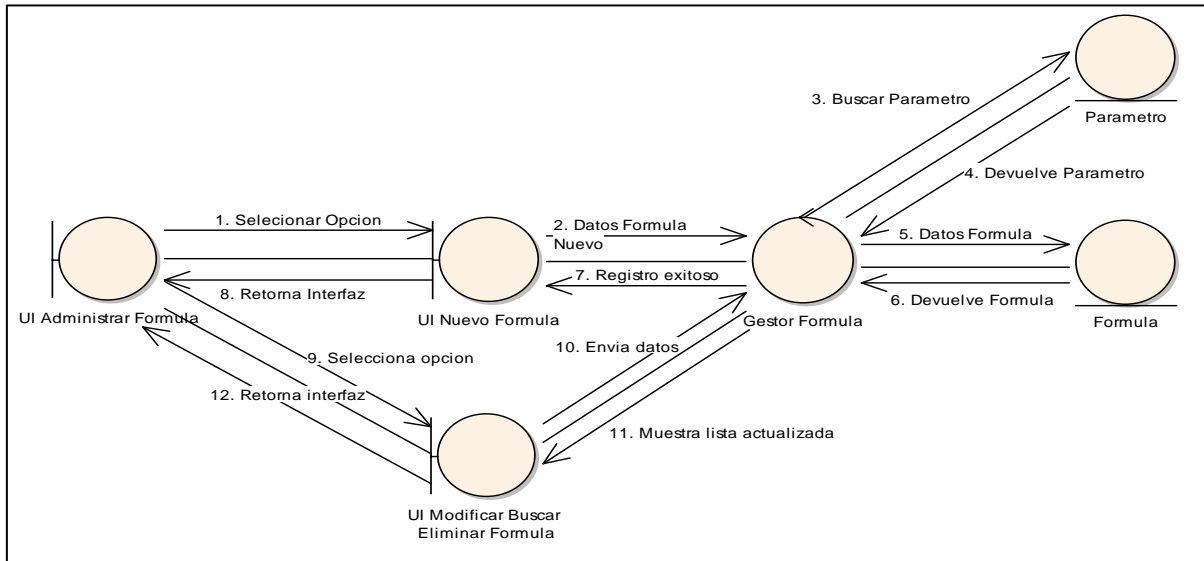 3. Buscar Parametro
Parametro
4. Devuelve Parametro
1. Selecionar Opcion
2. Datos Formula
Nuevo
5. Datos Formula
7. Registro exitoso
8. Retorna Interfaz
6. Devuelve Formula
UI Administrar Formula
UI Nuevo Formula
Gestor Formula
Formula
9. Selecciona opcion
10. Envia datos
12. Retorna interfaz
11. Muestra lista actualizada
UI Modificar Buscar
Eliminar Formula